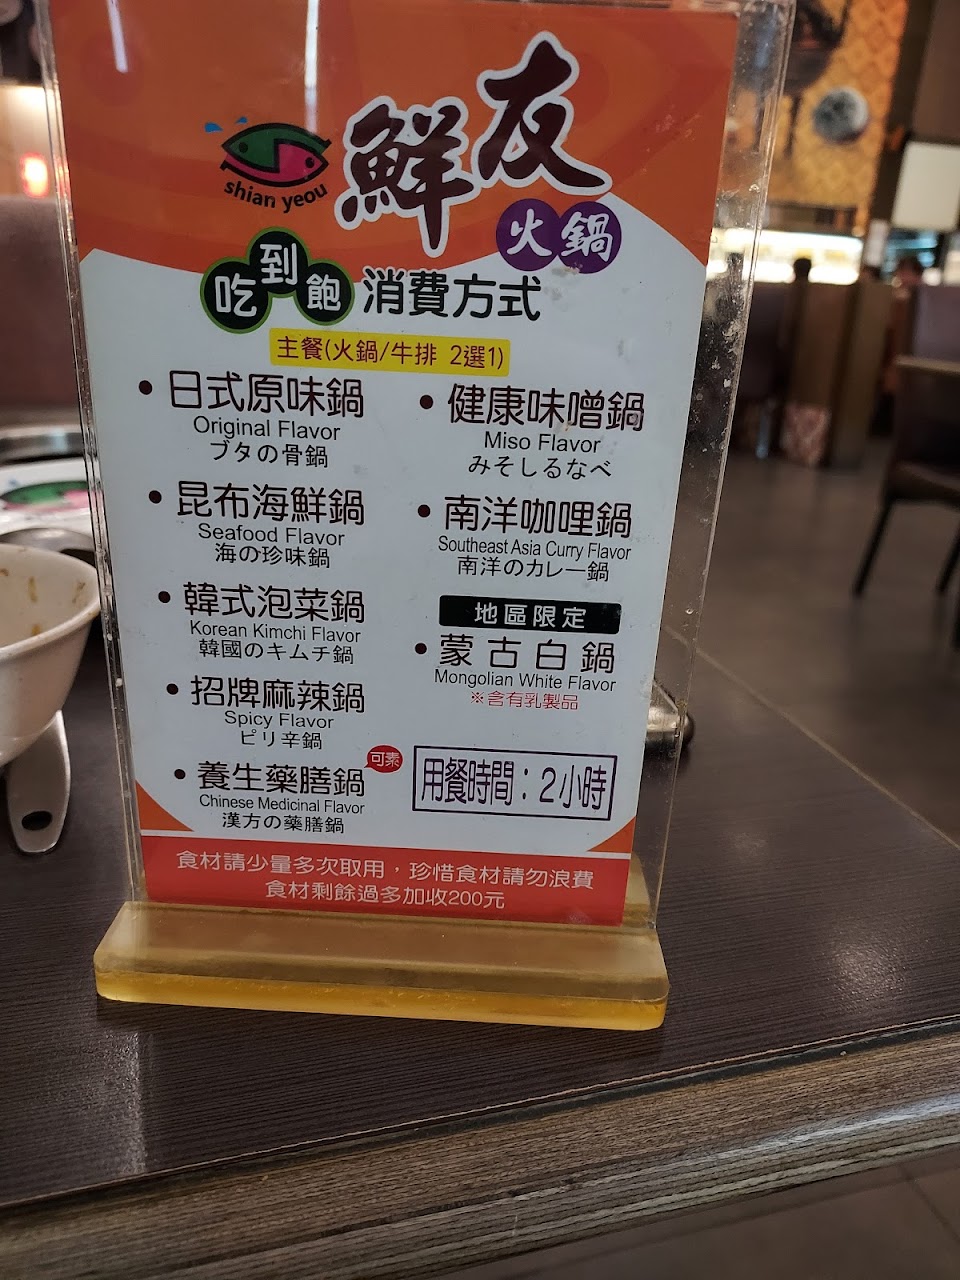 shian yeou
鮮友
火鍋
吃到飽 消費方式
主餐(火鍋/牛排 2選1)
• 日式原味鍋
Original Flavor
ブタの骨鍋
• 昆布海鮮鍋
Seafood Flavor
海の珍味鍋
• 韓式泡菜鍋
Korean Kimchi Flavor
韓國のキムチ鍋
• 招牌麻辣鍋
Spicy Flavor
ピリ辛鍋
• 養生藥膳鍋 可素
Chinese Medicinal Flavor
漢方の藥膳鍋
• 健康味噌鍋
Miso Flavor
みそしるなべ
• 南洋咖哩鍋
Southeast Asia Curry Flavor
南洋のカレー鍋
地區限定
• 蒙古白鍋
Mongolian White Flavor
※含有乳製品
用餐時間：2小時
食材請少量多次取用，珍惜食材請勿浪費
食材剩餘過多加收200元